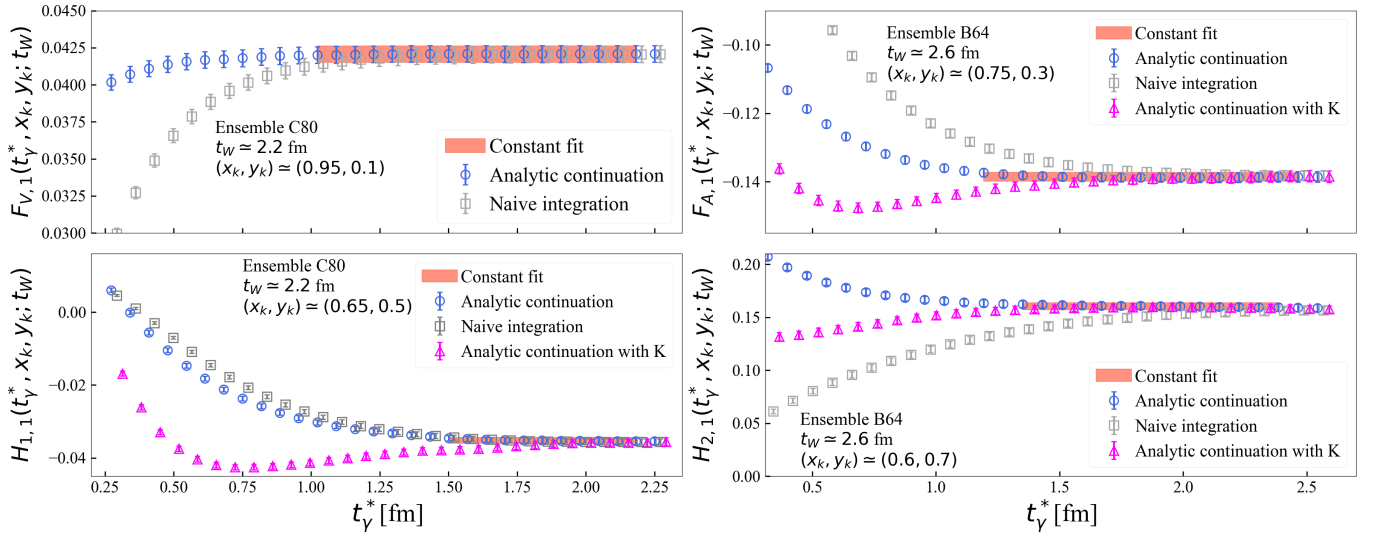 0.0450
0.0425
0.0400
0.0375
0.0350
0.0325
0.0300
F_{V,1}(t_γ^*, x_k, y_k; t_W)
Ensemble C80
t_W ≃ 2.2 fm
(x_k, y_k) ≃ (0.95, 0.1)
Constant fit
Analytic continuation
Naive integration
−0.10
−0.12
−0.14
F_{A,1}(t_γ^*, x_k, y_k; t_W)
Ensemble B64
t_W ≃ 2.6 fm
(x_k, y_k) ≃ (0.75, 0.3)
Constant fit
Analytic continuation
Naive integration
Analytic continuation with K
0.00
−0.02
−0.04
H_{1,1}(t_γ^*, x_k, y_k; t_W)
Ensemble C80
t_W ≃ 2.2 fm
(x_k, y_k) ≃ (0.65, 0.5)
Constant fit
Analytic continuation
Naive integration
Analytic continuation with K
0.25 0.50 0.75 1.00 1.25 1.50 1.75 2.00 2.25
t_γ^* [fm]
0.20
0.15
0.10
0.05
0.00
H_{2,1}(t_γ^*, x_k, y_k; t_W)
Ensemble B64
t_W ≃ 2.6 fm
(x_k, y_k) ≃ (0.6, 0.7)
Constant fit
Analytic continuation
Naive integration
Analytic continuation with K
0.5 1.0 1.5 2.0 2.5
t_γ^* [fm]